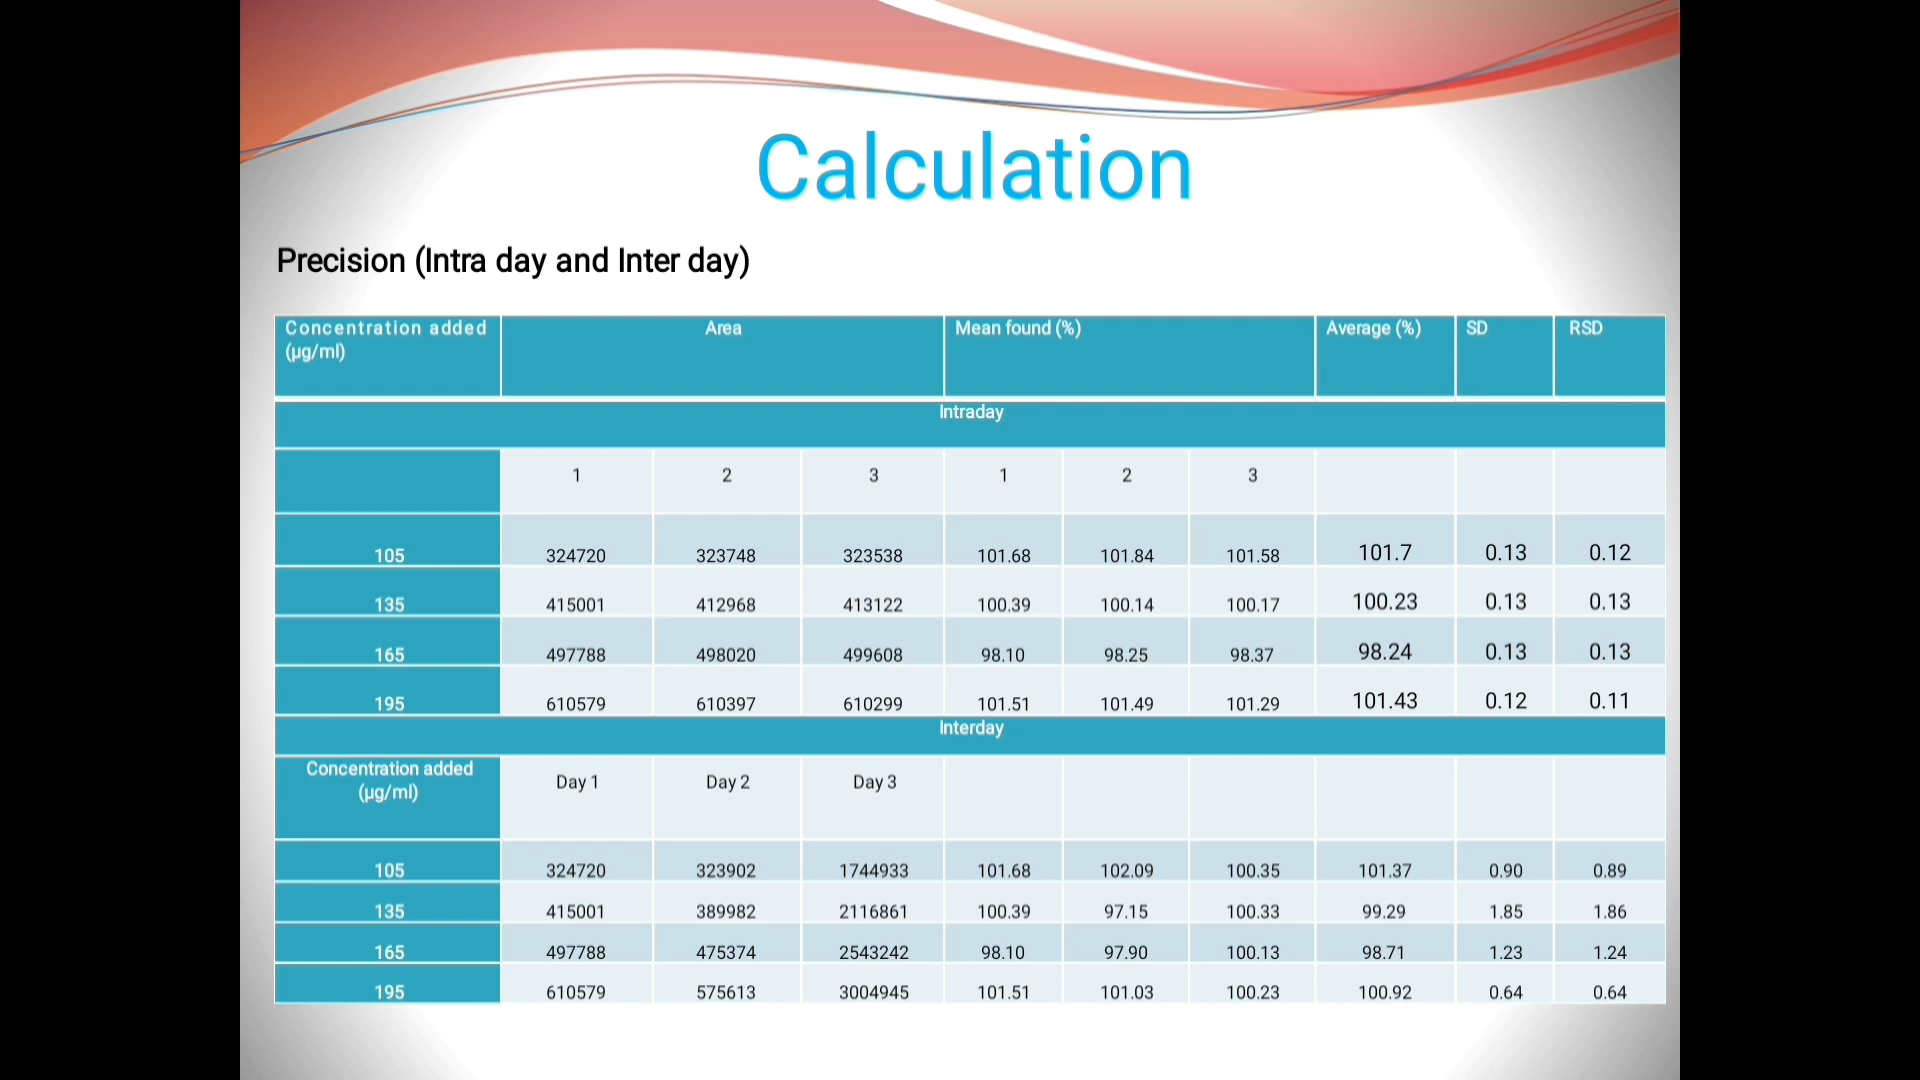 Calculation
Precision (Intra day and Inter day)
Concentration added (µg/ml) Area Mean found (%) Average (%) SD RSD
Intraday
1 2 3 1 2 3
105 324720 323748 323538 101.68 101.84 101.58 101.7 0.13 0.12
135 415001 412968 413122 100.39 100.14 100.17 100.23 0.13 0.13
165 497788 498020 499608 98.10 98.25 98.37 98.24 0.13 0.13
195 610579 610397 610299 101.51 101.49 101.29 101.43 0.12 0.11
Interday
Concentration added (µg/ml) Day 1 Day 2 Day 3
105 324720 323902 1744933 101.68 102.09 100.35 101.37 0.90 0.89
135 415001 389982 2116861 100.39 97.15 100.33 99.29 1.85 1.86
165 497788 475374 2543242 98.10 97.90 100.13 98.71 1.23 1.24
195 610579 575613 3004945 101.51 101.03 100.23 100.92 0.64 0.64